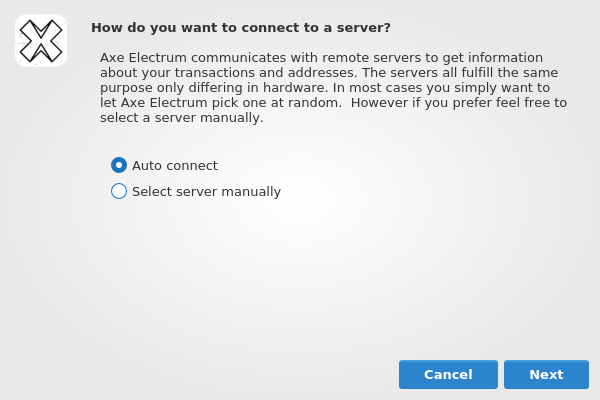 How do you want to connect to a server?
Axe Electrum communicates with remote servers to get information
about your transactions and addresses. The servers all fulfill the same
purpose only differing in hardware. In most cases you simply want to
let Axe Electrum pick one at random.  However if you prefer feel free to
select a server manually.
Auto connect
Select server manually
Cancel
Next